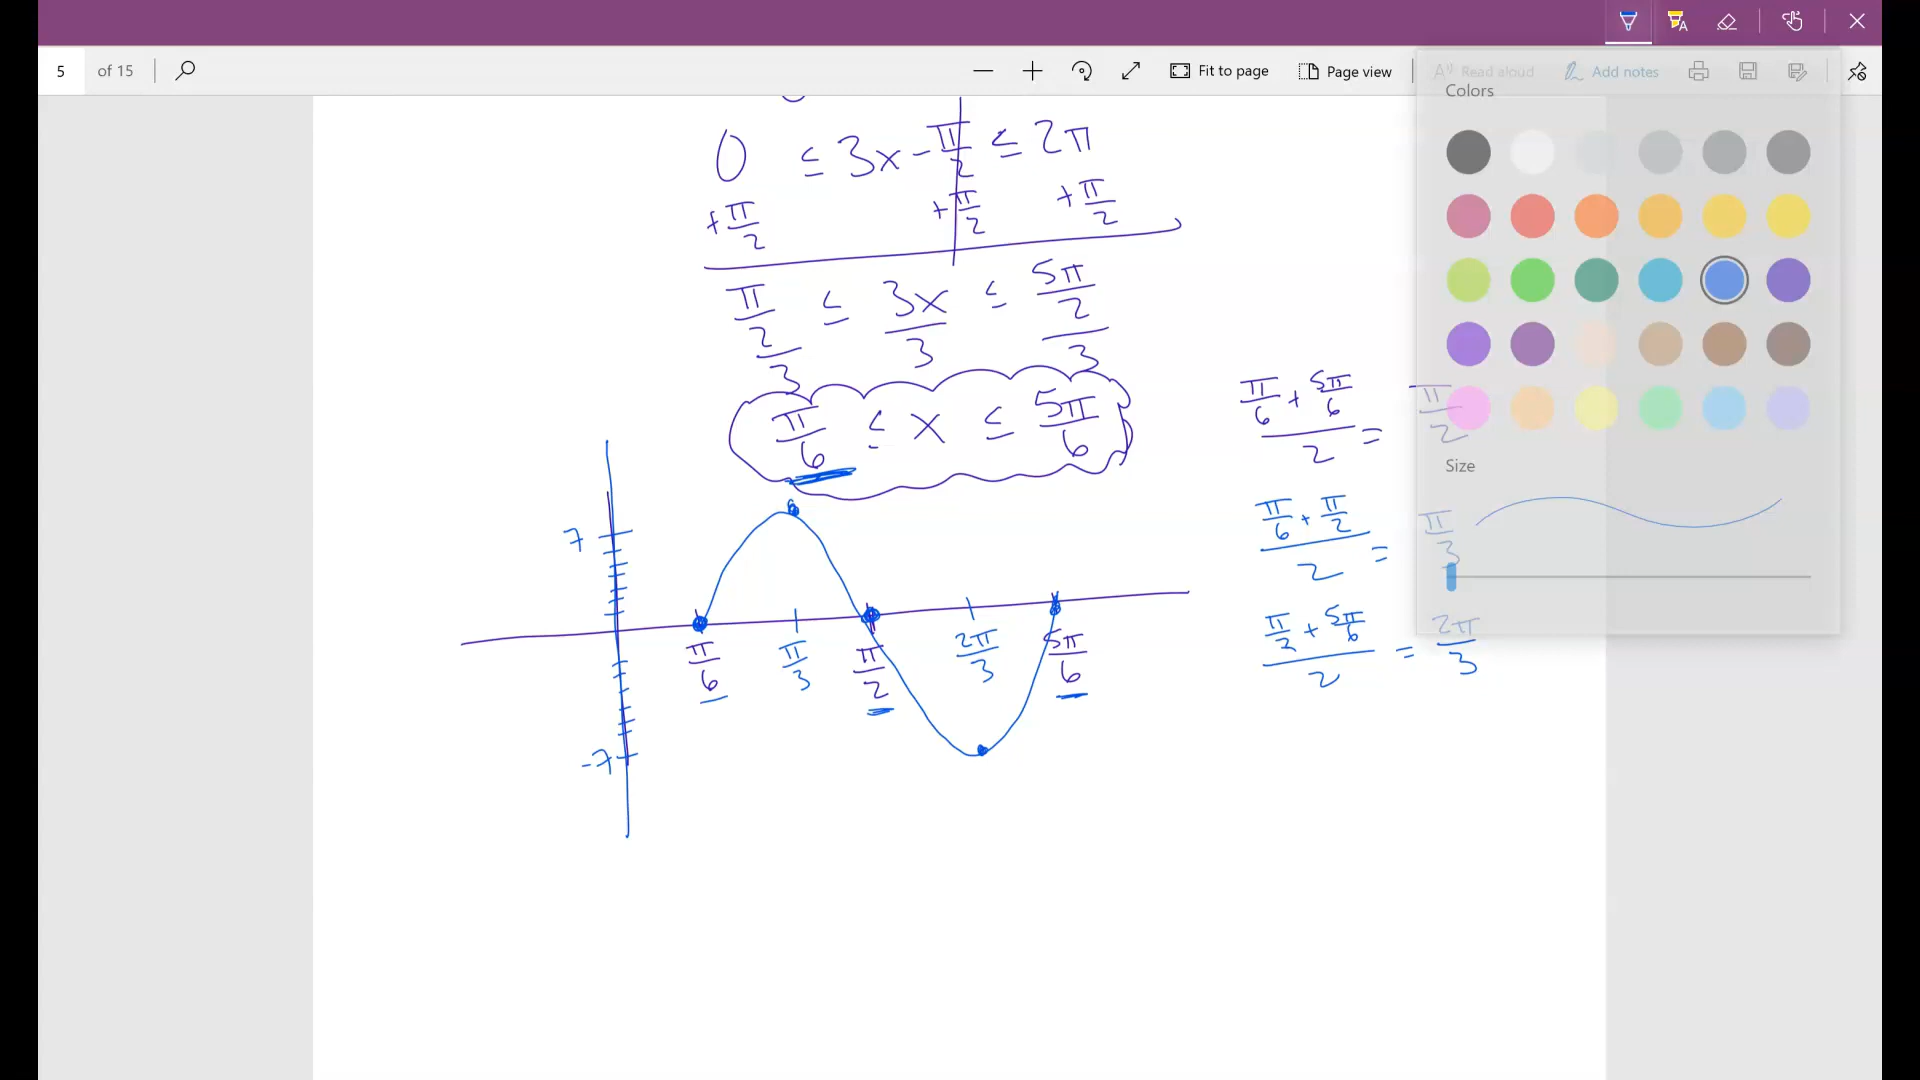 5 of 15 Fit to page Page view Read aloud Add notes
Colors
0 ≤ 3x - π/2 ≤ 2π
+π/2 +π/2 +π/2
π/2/3 ≤ 3x/3 ≤ 5π/2/3
π/6 ≤ x ≤ 5π/6
π/6 + 5π/6 / 2 = π/2
Size
π/6 + π/2 / 2 = π/3
π/2 + 5π/6 / 2 = 2π/3
7
π/6 π/3 π/2 2π/3 5π/6
-7